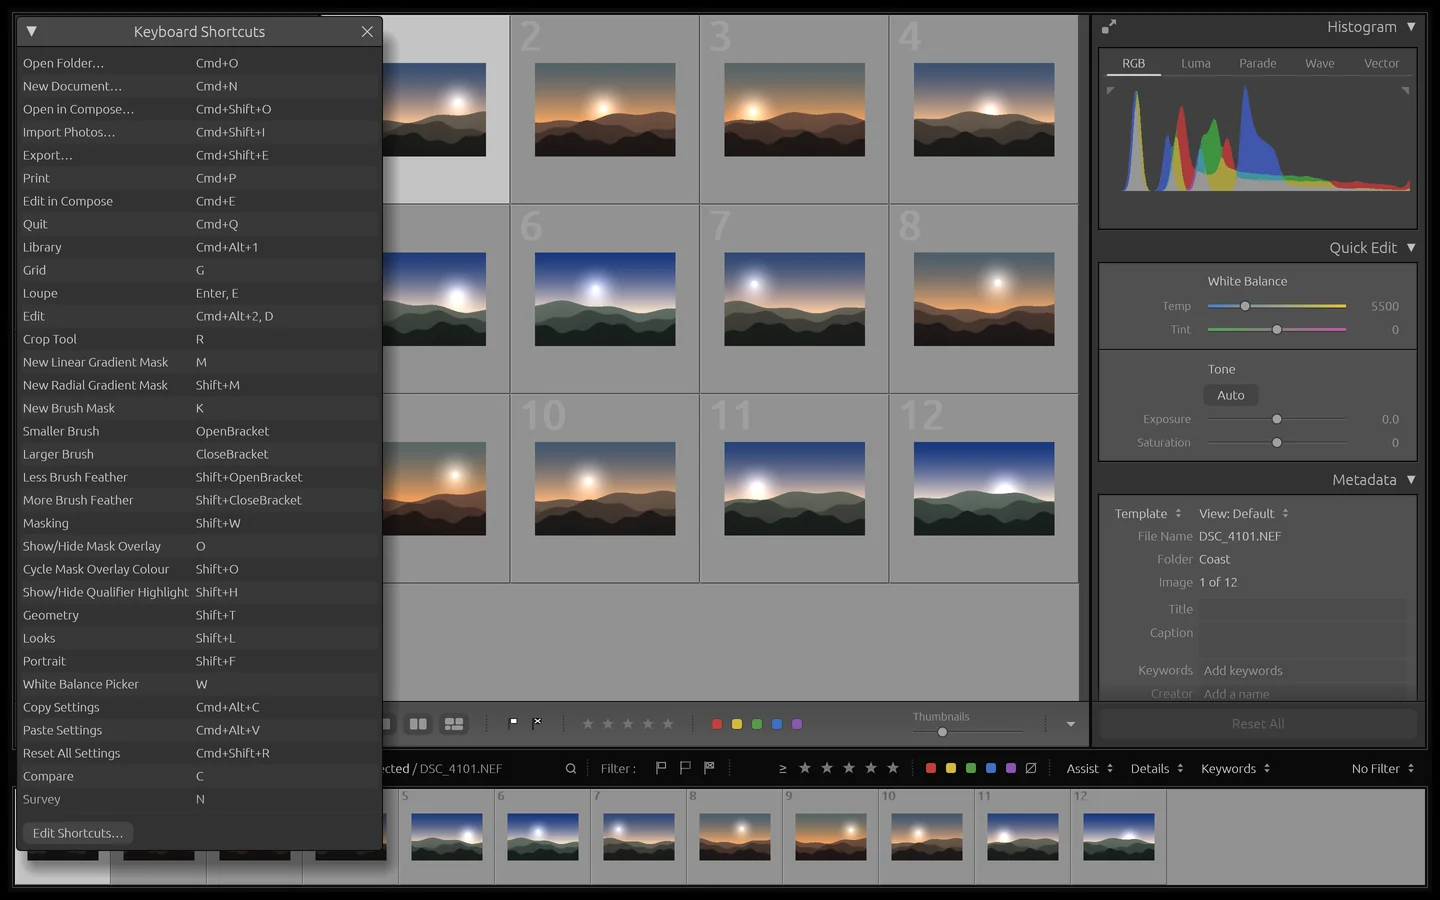 Keyboard Shortcuts
Open Folder… Cmd+O
New Document… Cmd+N
Open in Compose… Cmd+Shift+O
Import Photos… Cmd+Shift+I
Export… Cmd+Shift+E
Print Cmd+P
Edit in Compose Cmd+E
Quit Cmd+Q
Library Cmd+Alt+1
Grid G
Loupe Enter, E
Edit Cmd+Alt+2, D
Crop Tool R
New Linear Gradient Mask M
New Radial Gradient Mask Shift+M
New Brush Mask K
Smaller Brush OpenBracket
Larger Brush CloseBracket
Less Brush Feather Shift+OpenBracket
More Brush Feather Shift+CloseBracket
Masking Shift+W
Show/Hide Mask Overlay O
Cycle Mask Overlay Colour Shift+O
Show/Hide Qualifier Highlight Shift+H
Geometry Shift+T
Looks Shift+L
Portrait Shift+F
White Balance Picker W
Copy Settings Cmd+Alt+C
Paste Settings Cmd+Alt+V
Reset All Settings Cmd+Shift+R
Compare C
Survey N
Edit Shortcuts…
2 3 4
6 7 8
10 11 12
Histogram
RGB Luma Parade Wave Vector
Quick Edit
White Balance
Temp 5500
Tint 0
Tone
Auto
Exposure 0.0
Saturation 0
Metadata
Template View: Default
File Name DSC_4101.NEF
Folder Coast
Image 1 of 12
Title
Caption
Keywords Add keywords
Creator Add a name
Reset All
Thumbnails
ected / DSC_4101.NEF Filter: ≥ Assist Details Keywords No Filter
5 6 7 8 9 10 11 12